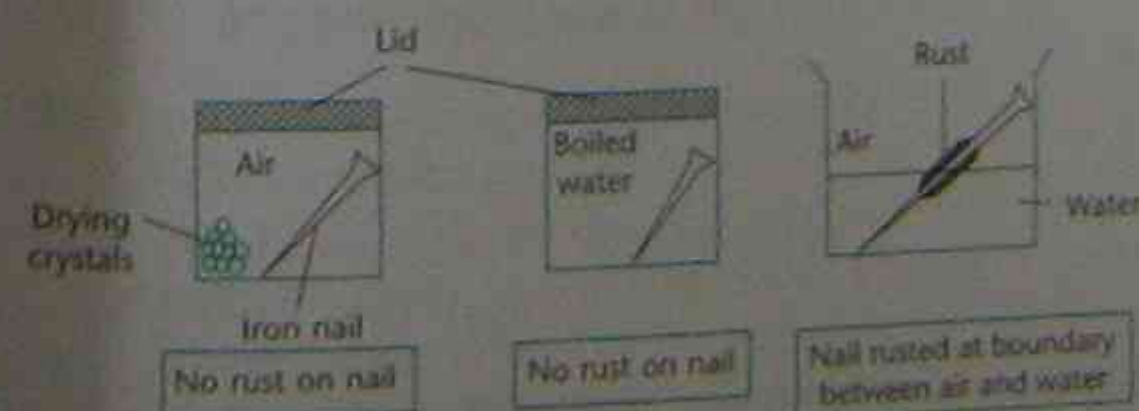 Lid
Rust
Air
Boiled
water
Air
Drying
crystals
Water
Iron nail
No rust on nail
No rust on nail
Nail rusted at boundary
between air and water